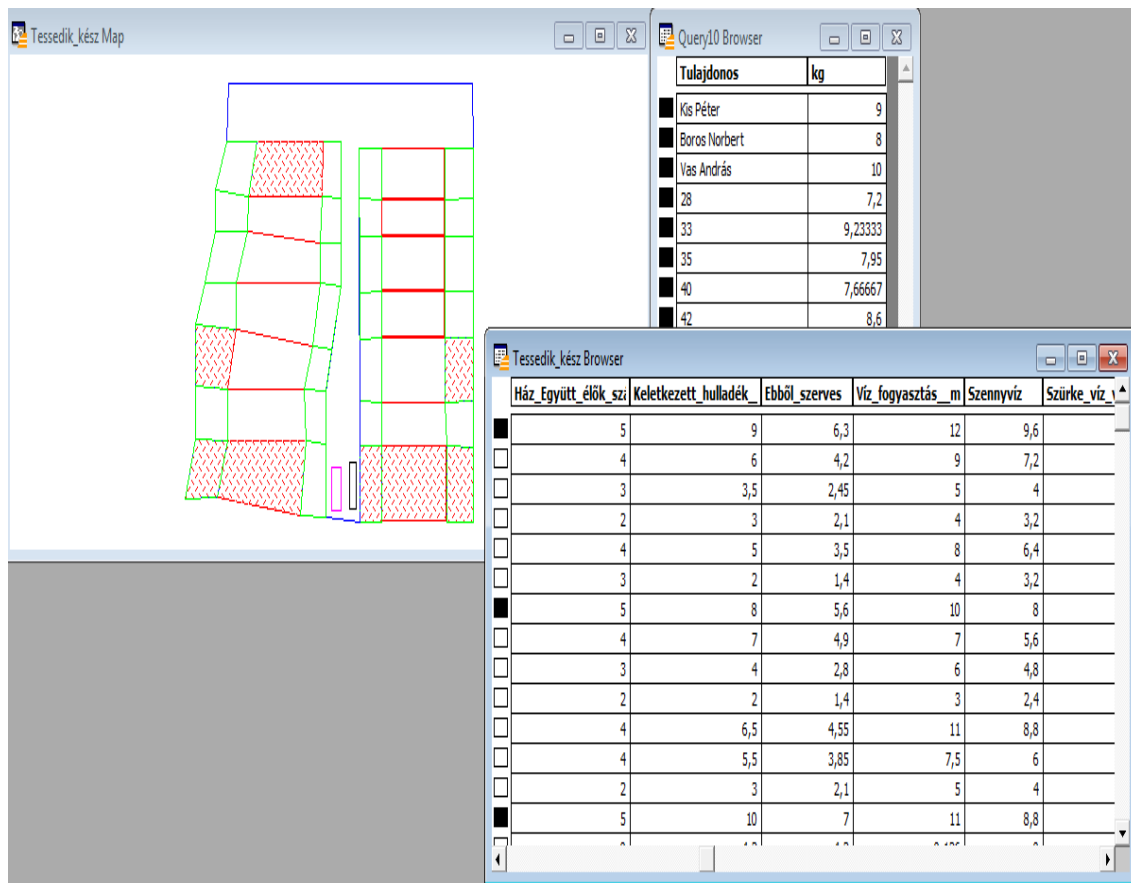 Tessedik_kész Map
Query10 Browser
Tulajdonos kg
Kis Péter 9
Boros Norbert 8
Vas András 10
28 7,2
33 9,23333
35 7,95
40 7,66667
42 8,6
Tessedik_kész Browser
Ház_Együtt_élők_szá Keletkezett_hulladék_ Ebből_szerves Víz_fogyasztás__m Szennyvíz Szürke_víz_v
5 9 6,3 12 9,6
4 6 4,2 9 7,2
3 3,5 2,45 5 4
2 3 2,1 4 3,2
4 5 3,5 8 6,4
3 2 1,4 4 3,2
5 8 5,6 10 8
4 7 4,9 7 5,6
3 4 2,8 6 4,8
2 2 1,4 3 2,4
4 6,5 4,55 11 8,8
4 5,5 3,85 7,5 6
2 3 2,1 5 4
5 10 7 11 8,8